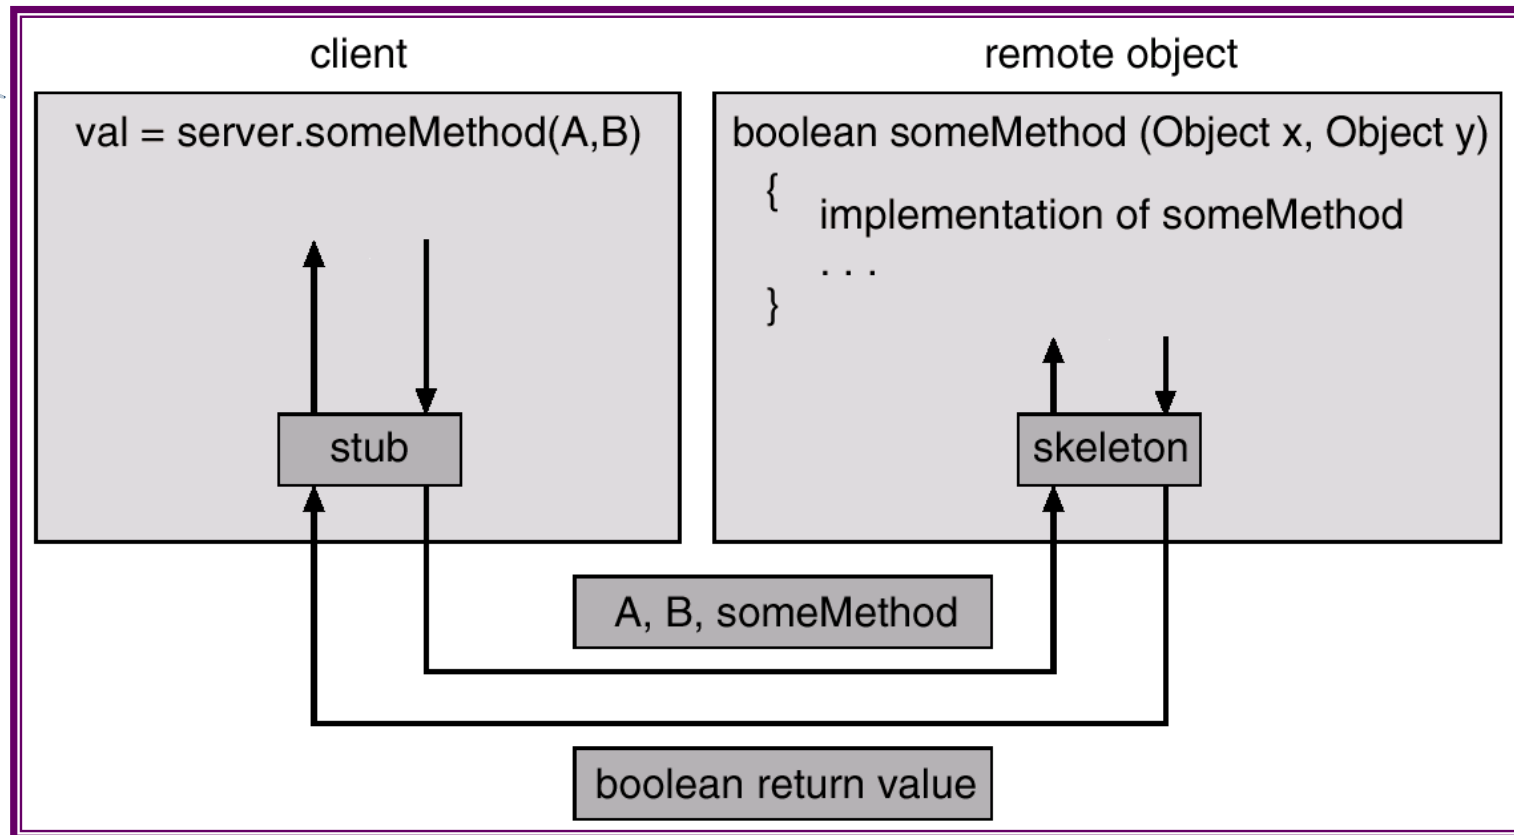 client
val = server.someMethod(A,B)
stub
remote object
boolean someMethod (Object x, Object y)
{
implementation of someMethod
. . .
}
skeleton
A, B, someMethod
boolean return value